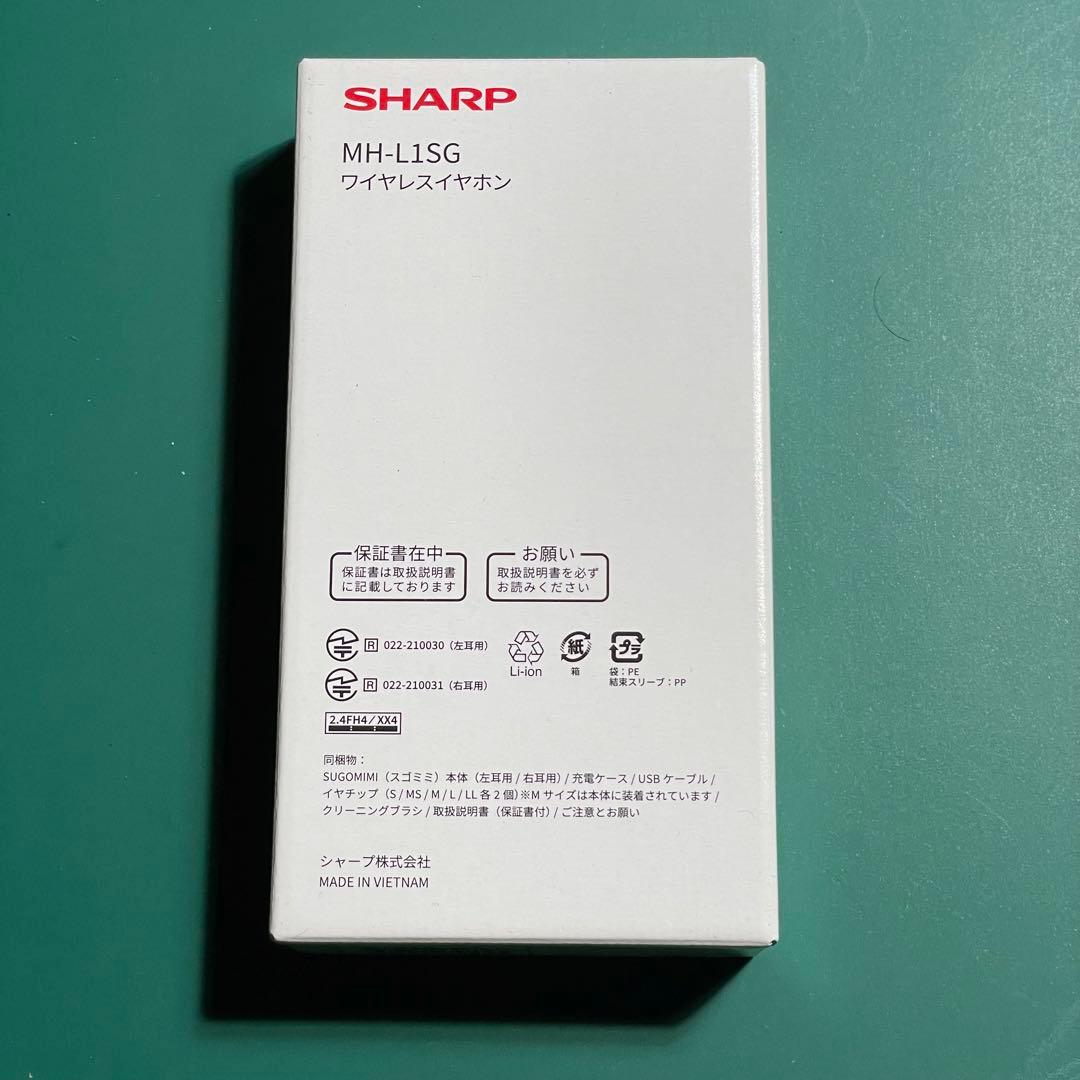 SHARP
MH-L1SG
ワイヤレスイヤホン
保証書在中
保証書は取扱説明書
に記載しております
お願い
取扱説明書を必ず
お読みください
R 022-210030（左耳用）
R 022-210031（右耳用）
Li-ion
紙
箱
プラ
袋：PE
結束スリーブ：PP
2.4FH4/XX4
同梱物：
SUGOMIMI（スゴミミ）本体（左耳用 / 右耳用）/ 充電ケース / USB ケーブル /
イヤチップ（S / MS / M / L / LL 各 2 個）※M サイズは本体に装着されています /
クリーニングブラシ / 取扱説明書（保証書付）/ ご注意とお願い
シャープ株式会社
MADE IN VIETNAM